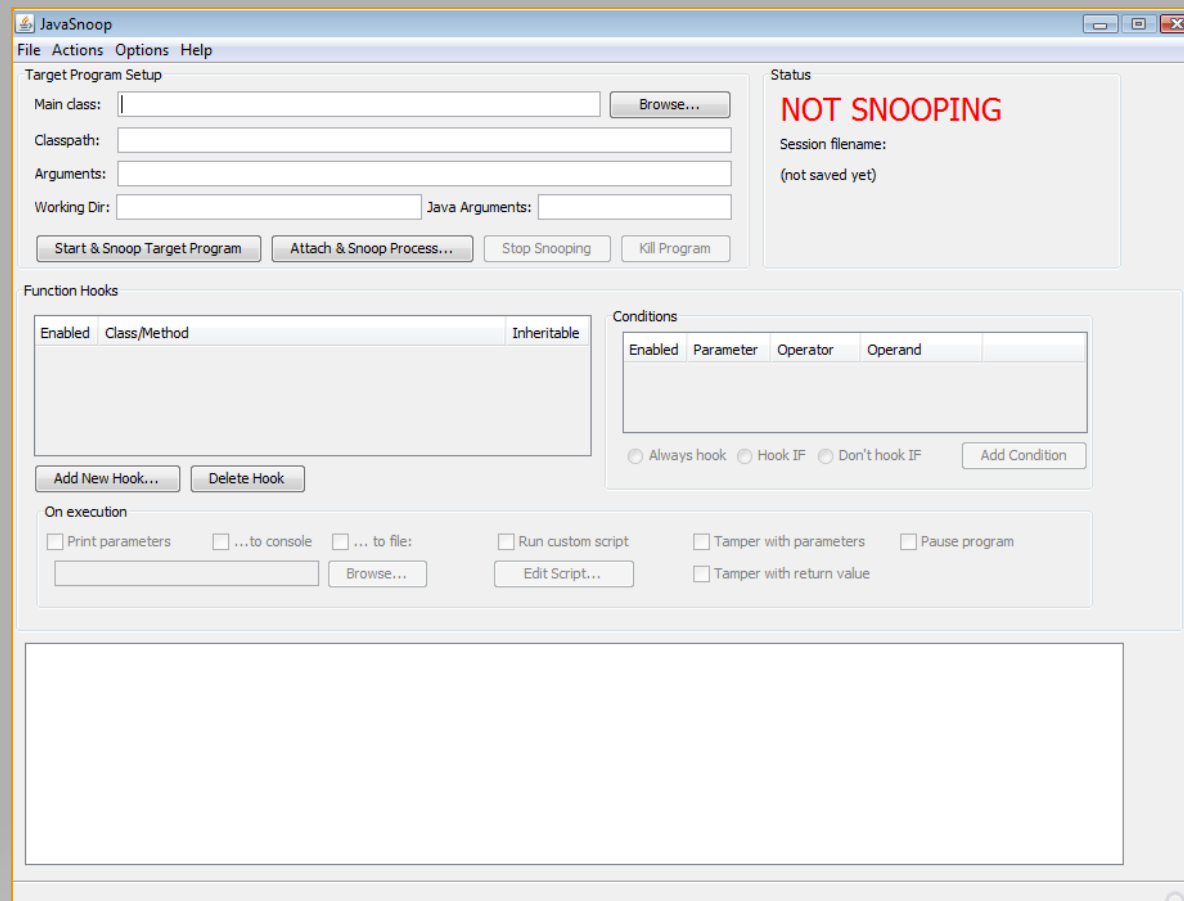 JavaSnoop
File Actions Options Help
Target Program Setup
Main class:
Browse...
Classpath:
Arguments:
Working Dir:
Java Arguments:
Start & Snoop Target Program
Attach & Snoop Process...
Stop Snooping
Kill Program
Status
NOT SNOOPING
Session filename:
(not saved yet)
Function Hooks
Enabled Class/Method Inheritable
Add New Hook...
Delete Hook
Conditions
Enabled Parameter Operator Operand
Always hook
Hook IF
Don't hook IF
Add Condition
On execution
Print parameters
...to console
... to file:
Run custom script
Tamper with parameters
Pause program
Browse...
Edit Script...
Tamper with return value